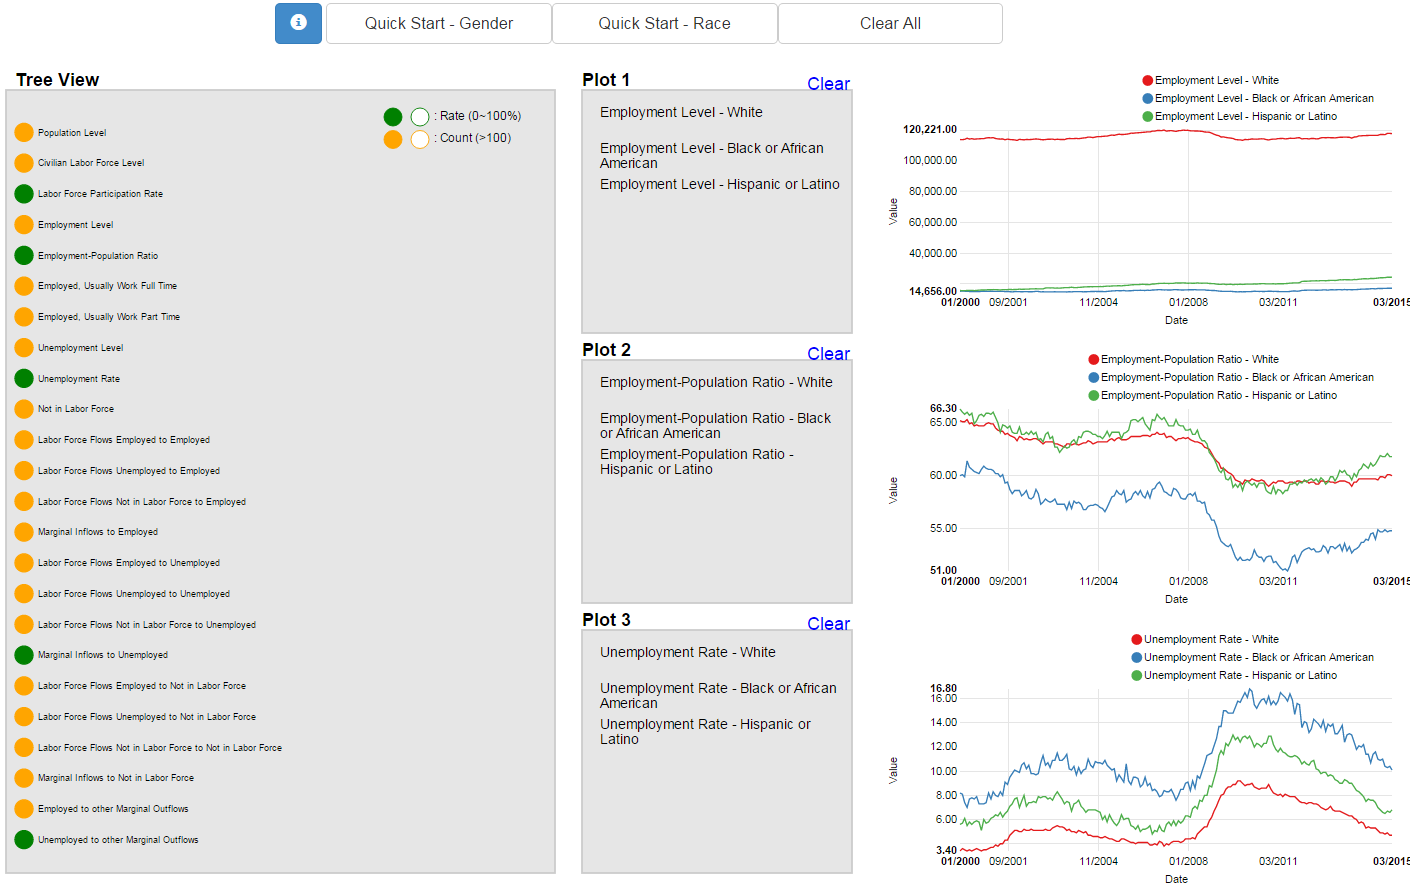 Quick Start - Gender
Quick Start - Race
Clear All
Tree View
: Rate (0~100%)
: Count (>100)
Population Level
Civilian Labor Force Level
Labor Force Participation Rate
Employment Level
Employment-Population Ratio
Employed, Usually Work Full Time
Employed, Usually Work Part Time
Unemployment Level
Unemployment Rate
Not in Labor Force
Labor Force Flows Employed to Employed
Labor Force Flows Unemployed to Employed
Labor Force Flows Not in Labor Force to Employed
Marginal Inflows to Employed
Labor Force Flows Employed to Unemployed
Labor Force Flows Unemployed to Unemployed
Labor Force Flows Not in Labor Force to Unemployed
Marginal Inflows to Unemployed
Labor Force Flows Employed to Not in Labor Force
Labor Force Flows Unemployed to Not in Labor Force
Labor Force Flows Not in Labor Force to Not in Labor Force
Marginal Inflows to Not in Labor Force
Employed to other Marginal Outflows
Unemployed to other Marginal Outflows
Plot 1
Clear
Employment Level - White
Employment Level - Black or African
American
Employment Level - Hispanic or Latino
Employment Level - White
Employment Level - Black or African American
Employment Level - Hispanic or Latino
120,221.00
100,000.00
80,000.00
60,000.00
40,000.00
14,656.00
Value
01/2000
09/2001
11/2004
01/2008
03/2011
03/2015
Date
Plot 2
Clear
Employment-Population Ratio - White
Employment-Population Ratio - Black
or African American
Employment-Population Ratio -
Hispanic or Latino
Employment-Population Ratio - White
Employment-Population Ratio - Black or African American
Employment-Population Ratio - Hispanic or Latino
66.30
65.00
60.00
55.00
51.00
Value
01/2000
09/2001
11/2004
01/2008
03/2011
03/2015
Date
Plot 3
Clear
Unemployment Rate - White
Unemployment Rate - Black or African
American
Unemployment Rate - Hispanic or
Latino
Unemployment Rate - White
Unemployment Rate - Black or African American
Unemployment Rate - Hispanic or Latino
16.80
16.00
14.00
12.00
10.00
8.00
6.00
3.40
Value
01/2000
09/2001
11/2004
01/2008
03/2011
03/2015
Date